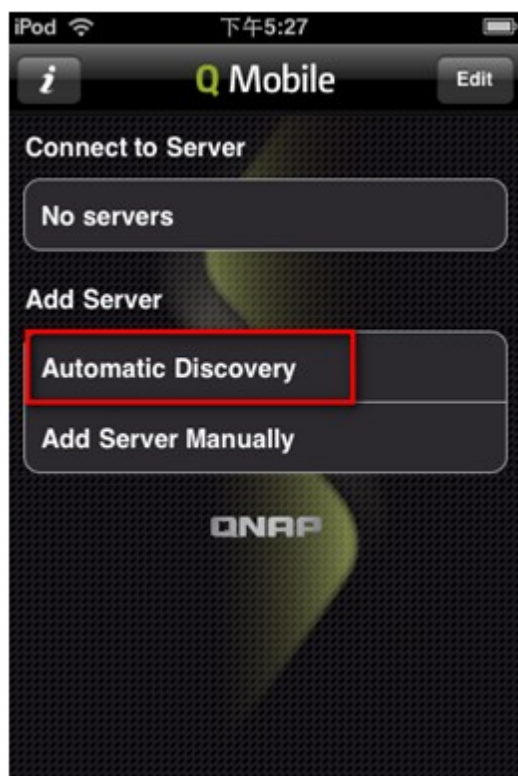 iPod 下午5:27
i Q Mobile Edit
Connect to Server
No servers
Add Server
Automatic Discovery
Add Server Manually
QNAP